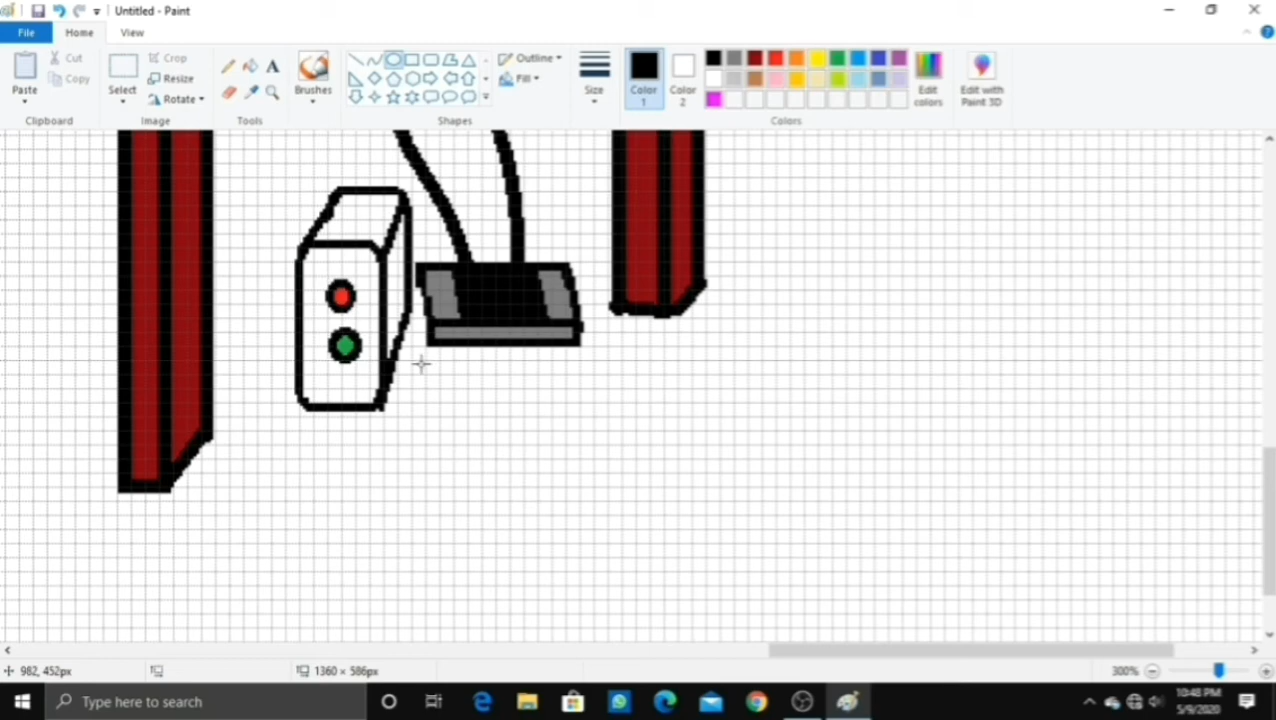 Untitled - Paint
File
Home
View
Paste
Cut
Copy
Clipboard
Select
Crop
Resize
Rotate
Image
A
Tools
Brushes
Outline
Fill
Shapes
Size
Color
1
Color
2
Edit
colors
Edit with
Paint 3D
Colors
982, 452px
1360 × 586px
300%
Type here to search
10:48 PM
5/9/2020